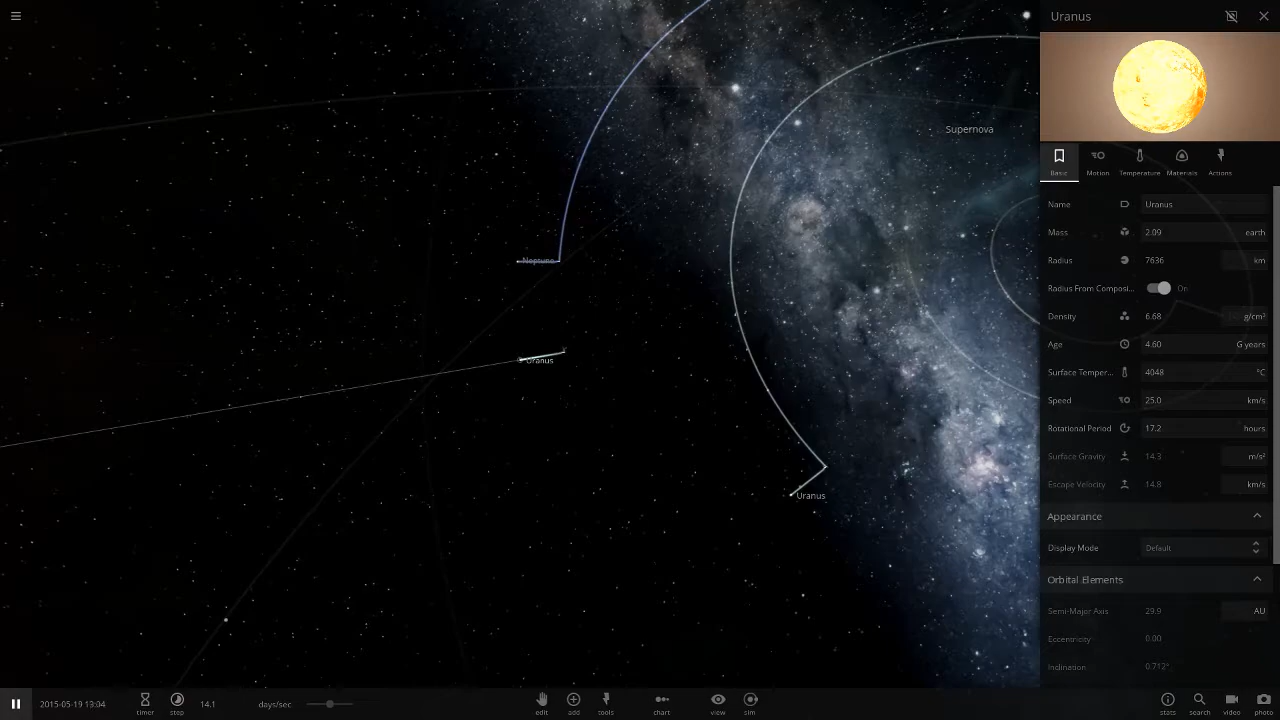 Uranus
Supernova
Basic
Motion
Temperature
Materials
Actions
Name Uranus
Mass 2.09 earth
Radius 7636 km
Radius From Composi... On
Density 6.68 g/cm³
Age 4.60 G years
Surface Temper... 4048 °C
Speed 25.0 km/s
Rotational Period 17.2 hours
Surface Gravity 14.3 m/s²
Escape Velocity 14.8 km/s
Appearance
Display Mode Default
Orbital Elements
Semi-Major Axis 29.9 AU
Eccentricity 0.00
Inclination 0.712°
Neptune
Uranus
Uranus
2015-05-19 13:04
timer
step
14.1 days/sec
edit
add
tools
chart
view
sim
stats
search
video
photo